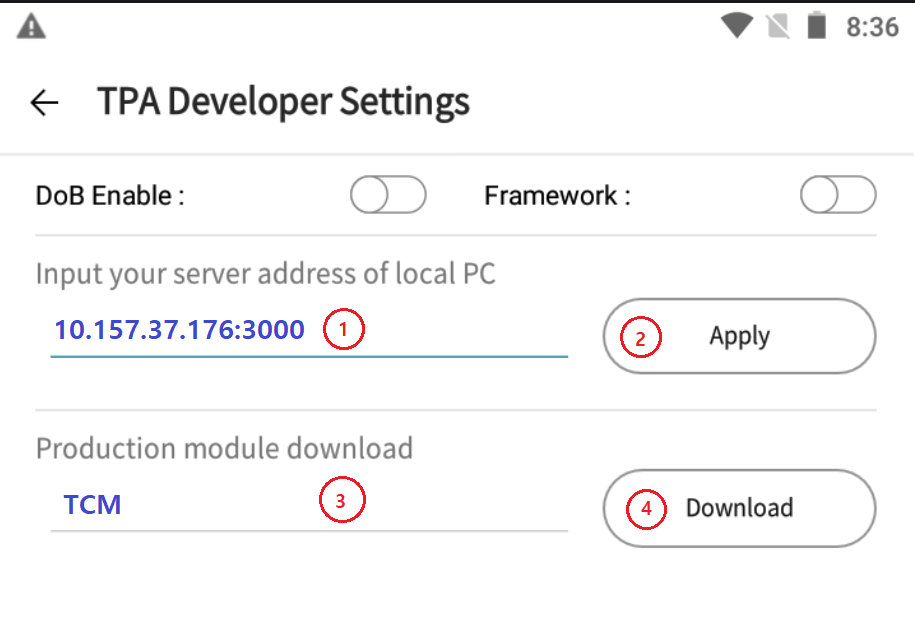 8:36
TPA Developer Settings
DoB Enable : Framework :
Input your server address of local PC
10.157.37.176:3000 1
2 Apply
Production module download
TCM 3
4 Download